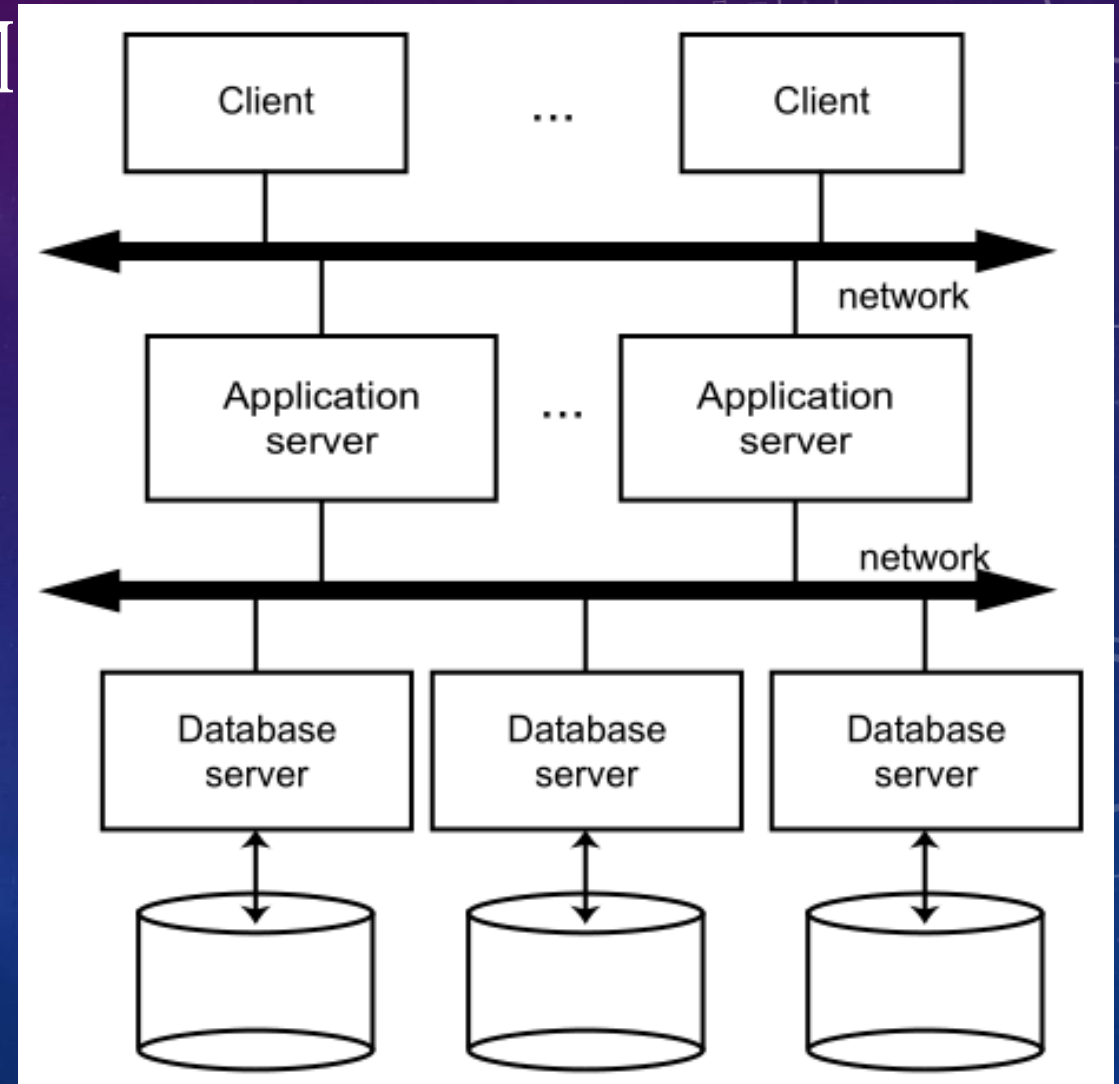 Client
...
Client
network
Application
server
...
Application
server
network
Database
server
Database
server
Database
server